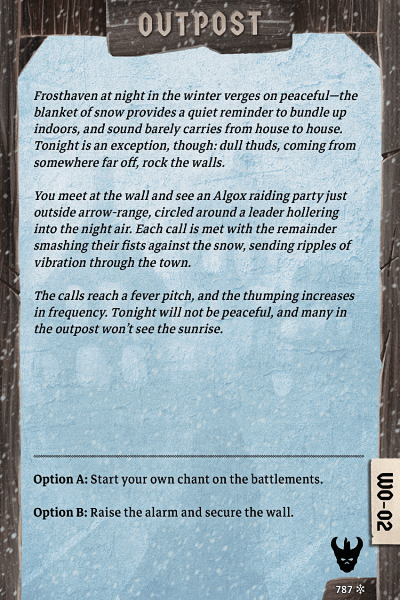 OUTPOST
Frosthaven at night in the winter verges on peaceful—the
blanket of snow provides a quiet reminder to bundle up
indoors, and sound barely carries from house to house.
Tonight is an exception, though: dull thuds, coming from
somewhere far off, rock the walls.
You meet at the wall and see an Algox raiding party just
outside arrow-range, circled around a leader hollering
into the night air. Each call is met with the remainder
smashing their fists against the snow, sending ripples of
vibration through the town.
The calls reach a fever pitch, and the thumping increases
in frequency. Tonight will not be peaceful, and many in
the outpost won't see the sunrise.
Option A: Start your own chant on the battlements.
Option B: Raise the alarm and secure the wall.
WO-02
787